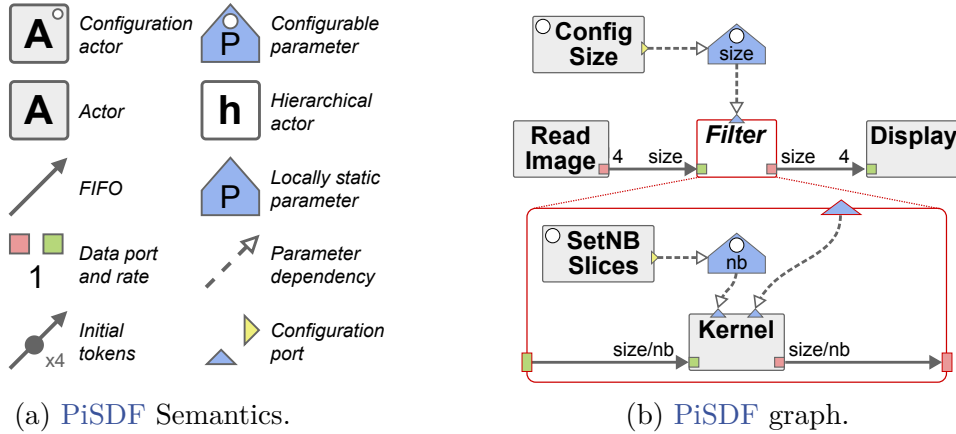 A
Configuration
actor
P
Configurable
parameter
A
Actor
h
Hierarchical
actor
FIFO
P
Locally static
parameter
1
Data port
and rate
Parameter
dependency
x4
Initial
tokens
Configuration
port
(a) PiSDF Semantics.
Config
Size
size
Read
Image
4
size
Filter
size
4
Display
SetNB
Slices
nb
Kernel
size/nb
size/nb
(b) PiSDF graph.